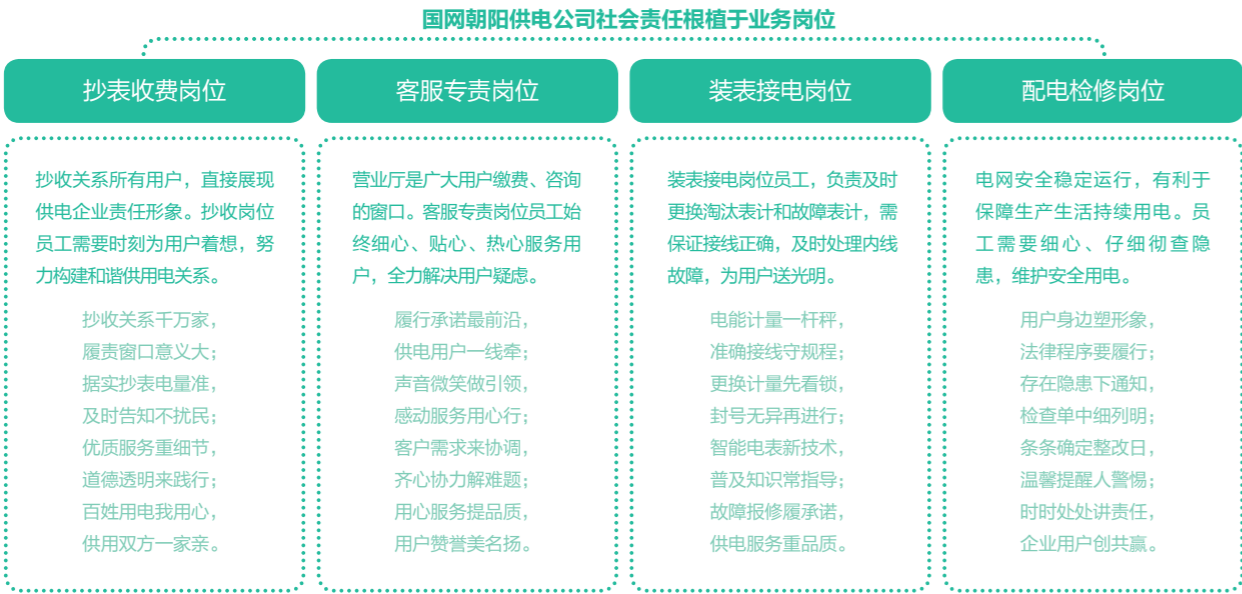 国网朝阳供电公司社会责任根植于业务岗位
抄表收费岗位
抄收关系所有用户，直接展现
供电企业责任形象。抄收岗位
员工需要时刻为用户着想，努
力构建和谐供用电关系。
抄收关系千万家，
履责窗口意义大；
据实抄表电量准，
及时告知不扰民；
优质服务重细节，
道德透明来践行；
百姓用电我用心，
供用双方一家亲。
客服专责岗位
营业厅是广大用户缴费、咨询
的窗口。客服专责岗位员工始
终细心、贴心、热心服务用
户，全力解决用户疑虑。
履行承诺最前沿，
供电用户一线牵；
声音微笑做引领，
感动服务用心行；
客户需求来协调，
齐心协力解难题；
用心服务提品质，
用户赞誉美名扬。
装表接电岗位
装表接电岗位员工，负责及时
更换淘汰表计和故障表计，需
保证接线正确，及时处理内线
故障，为用户送光明。
电能计量一杆秤，
准确接线守规程；
更换计量先看锁，
封号无异再进行；
智能电表新技术，
普及知识常指导；
故障报修履承诺，
供电服务重品质。
配电检修岗位
电网安全稳定运行，有利于
保障生产生活持续用电。员
工需要细心、仔细彻查隐
患，维护安全用电。
用户身边塑形象，
法律程序要履行；
存在隐患下通知，
检查单中细列明；
条条确定整改日，
温馨提醒人警惕；
时时处处讲责任，
企业用户创共赢。